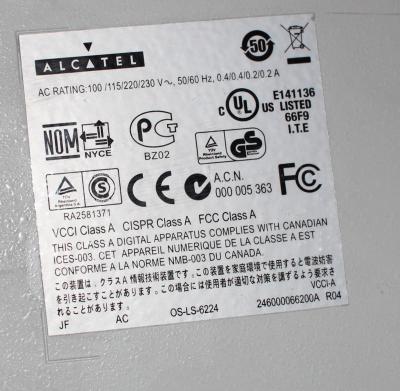 50
ALCATEL
AC RATING:100 /115/220/230 V～, 50/60 Hz, 0.4/0.4/0.2/0.2 A
C UL US E141136
LISTED
66F9
I.T.E
NOM NYCE
PCT
BZ02
TÜV
GS
TÜV
S
RA2581371
CE
A.C.N.
000 005 363
FC
VCCI Class A CISPR Class A FCC Class A
THIS CLASS A DIGITAL APPARATUS COMPLIES WITH CANADIAN
ICES-003. CET APPAREIL NUMERIQUE DE LA CLASSE A EST
CONFORME A LA NORME NMB-003 DU CANADA.
この装置は、クラスA情報技術装置です。この装置を家庭環境で使用すると電波妨害
を引き起こすことがあります。この場合には使用者が適切な対策を講ずるよう要求
されることがあります。
VCCI-A
JF AC OS-LS-6224 246000066200A R04